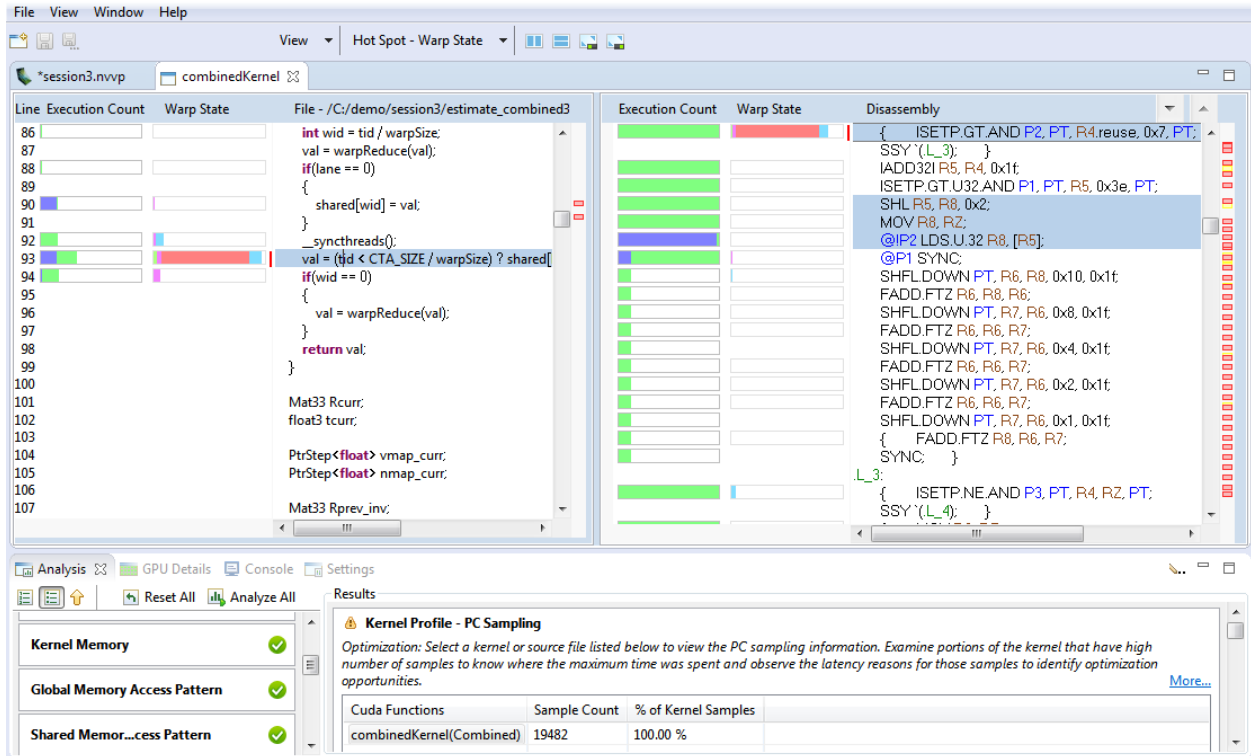 File View Window Help
View Hot Spot - Warp State
*session3.nvvp combinedKernel
Line Execution Count Warp State File - /C:/demo/session3/estimate_combined3
86 int wid = tid / warpSize;
87 val = warpReduce(val);
88 if(lane == 0)
89 {
90 shared[wid] = val;
91 }
92 __syncthreads();
93 val = (tid < CTA_SIZE / warpSize) ? shared[
94 if(wid == 0)
95 {
96 val = warpReduce(val);
97 }
98 return val;
99 }
100
101 Mat33 Rcurr;
102 float3 tcurr;
103
104 PtrStep<float> vmap_curr;
105 PtrStep<float> nmap_curr;
106
107 Mat33 Rprev_inv;
Execution Count Warp State Disassembly
{ ISETP.GT.AND P2, PT, R4.reuse, 0x7, PT;
SSY `(.L_3); }
IADD32I R5, R4, 0x1f;
ISETP.GT.U32.AND P1, PT, R5, 0x3e, PT;
SHL R5, R8, 0x2;
MOV R8, RZ;
@!P2 LDS.U.32 R8, [R5];
@P1 SYNC;
SHFL.DOWN PT, R6, R8, 0x10, 0x1f;
FADD.FTZ R6, R8, R6;
SHFL.DOWN PT, R7, R6, 0x8, 0x1f;
FADD.FTZ R6, R6, R7;
SHFL.DOWN PT, R7, R6, 0x4, 0x1f;
FADD.FTZ R6, R6, R7;
SHFL.DOWN PT, R7, R6, 0x2, 0x1f;
FADD.FTZ R6, R6, R7;
SHFL.DOWN PT, R7, R6, 0x1, 0x1f;
{ FADD.FTZ R8, R6, R7;
SYNC; }
.L_3:
{ ISETP.NE.AND P3, PT, R4, RZ, PT;
SSY `(.L_4); }
Analysis GPU Details Console Settings
Reset All Analyze All
Kernel Memory
Global Memory Access Pattern
Shared Memor...cess Pattern
Results
Kernel Profile - PC Sampling
Optimization: Select a kernel or source file listed below to view the PC sampling information. Examine portions of the kernel that have high
number of samples to know where the maximum time was spent and observe the latency reasons for those samples to identify optimization
opportunities.
More...
Cuda Functions Sample Count % of Kernel Samples
combinedKernel(Combined) 19482 100.00 %